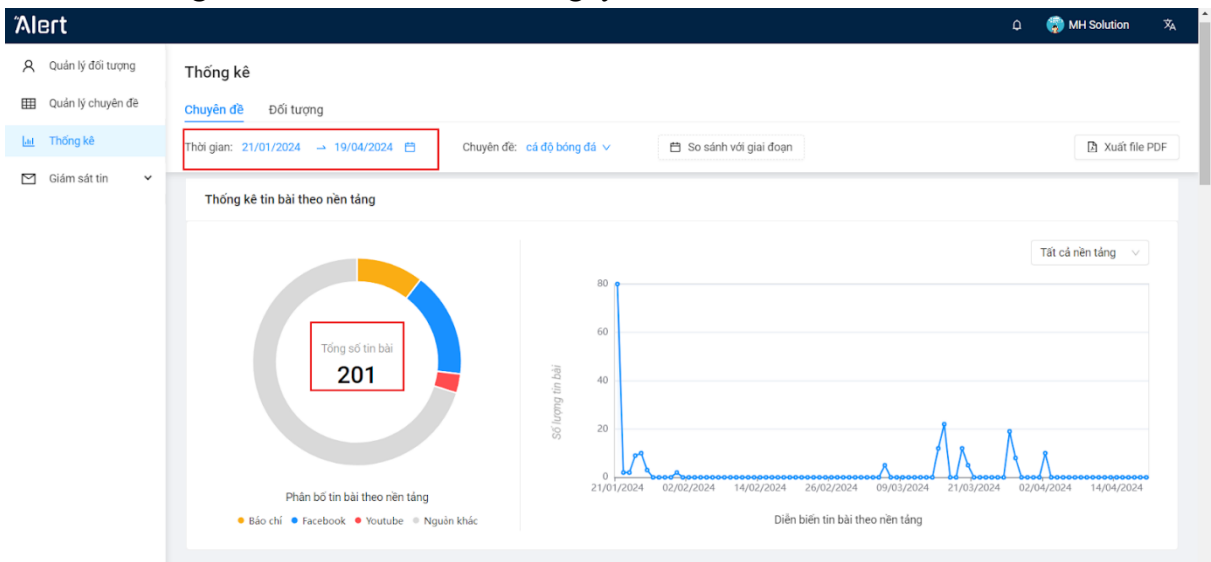 Alert
MH Solution
Quản lý đối tượng
Quản lý chuyên đề
Thống kê
Giám sát tin
Thống kê
Chuyên đề Đối tượng
Thời gian: 21/01/2024 → 19/04/2024 Chuyên đề: cá độ bóng đá So sánh với giai đoạn Xuất file PDF
Thống kê tin bài theo nền tảng
Tổng số tin bài
201
Phân bố tin bài theo nền tảng
Báo chí Facebook Youtube Nguồn khác
Tất cả nền tảng
Số lượng tin bài
80
60
40
20
0
21/01/2024 02/02/2024 14/02/2024 26/02/2024 09/03/2024 21/03/2024 02/04/2024 14/04/2024
Diễn biến tin bài theo nền tảng